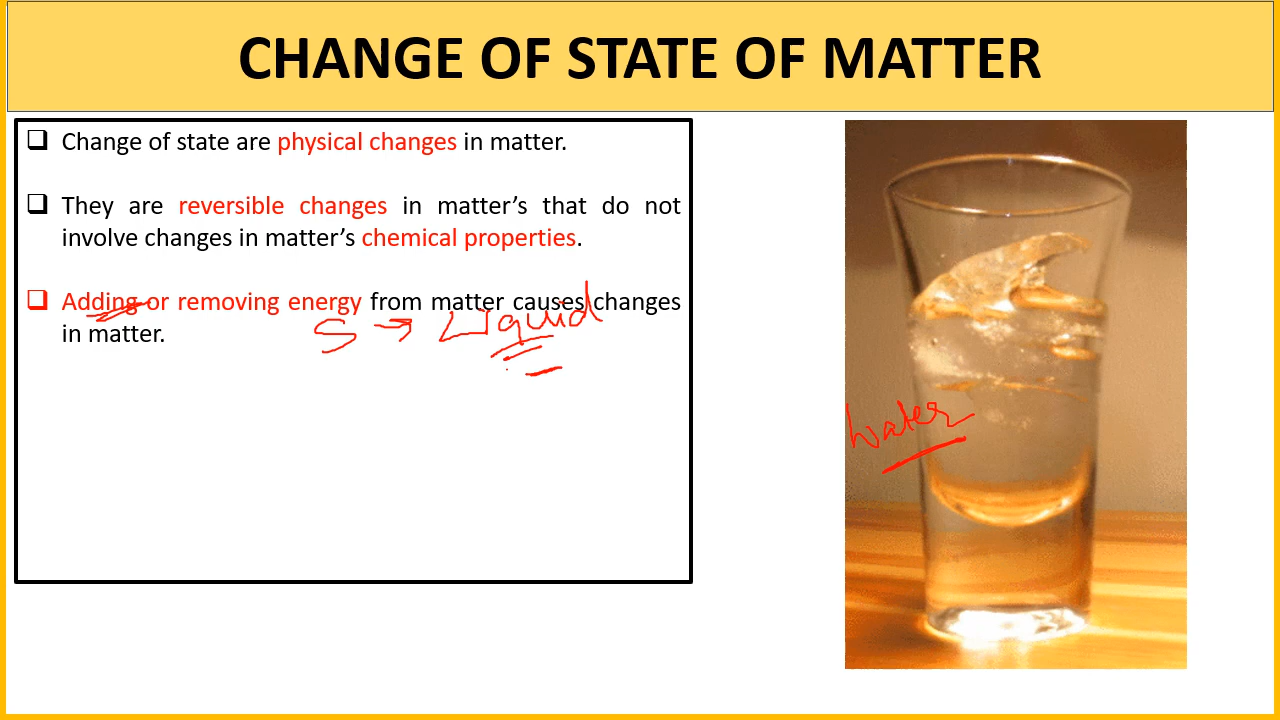 CHANGE OF STATE OF MATTER
Change of state are physical changes in matter.
They are reversible changes in matter's that do not
involve changes in matter's chemical properties.
Adding or removing energy from matter causes changes
in matter.
S → Liquid
Water